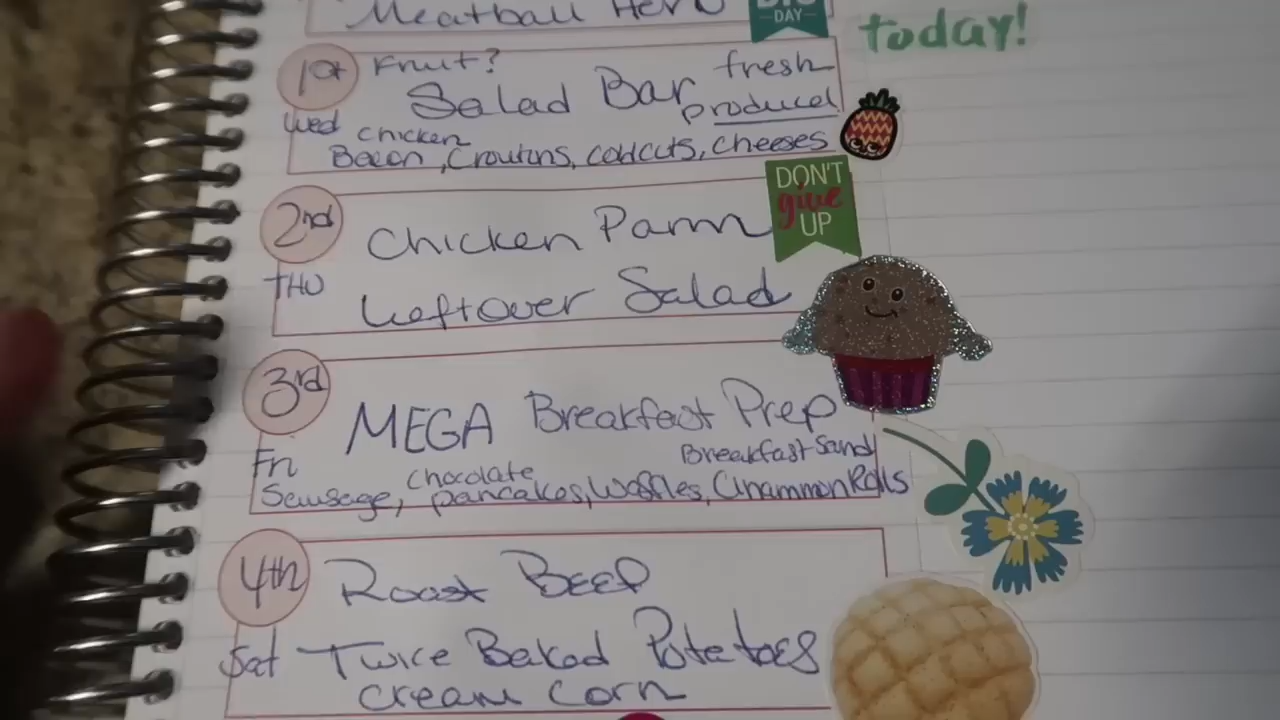 Meatball Hero
DAY
today!
1st Fruit?
Salad Bar fresh
produce
Wed chicken
Bacon, Croutons, coldcuts, cheeses
DON'T
give
UP
2nd Chicken Parm
THU
Leftover Salad
3rd
MEGA Breakfast Prep
Fri
Breakfast Sand
chocolate
Sausage, pancakes, Waffles, Cinammon Rolls
4th Roast Beef
Sat Twice Baked Potatoes
cream corn